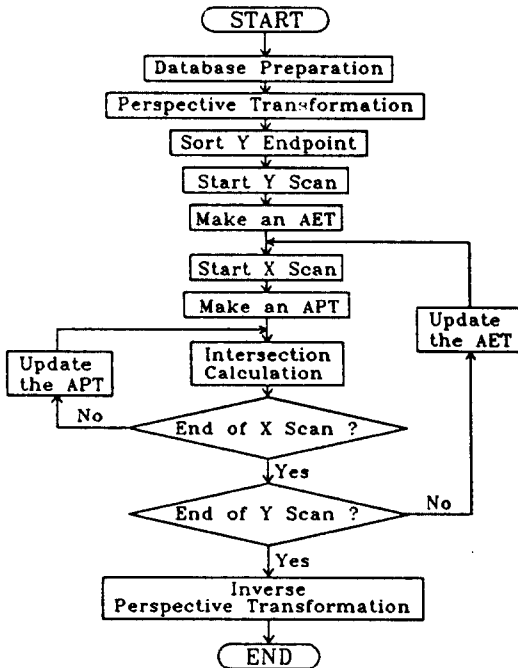 START
Database Preparation
Perspective Transformation
Sort Y Endpoint
Start Y Scan
Make an AET
Start X Scan
Make an APT
Update
the AET
Update
the APT
Intersection
Calculation
No
End of X Scan ?
Yes
End of Y Scan ?
No
Yes
Inverse
Perspective Transformation
END